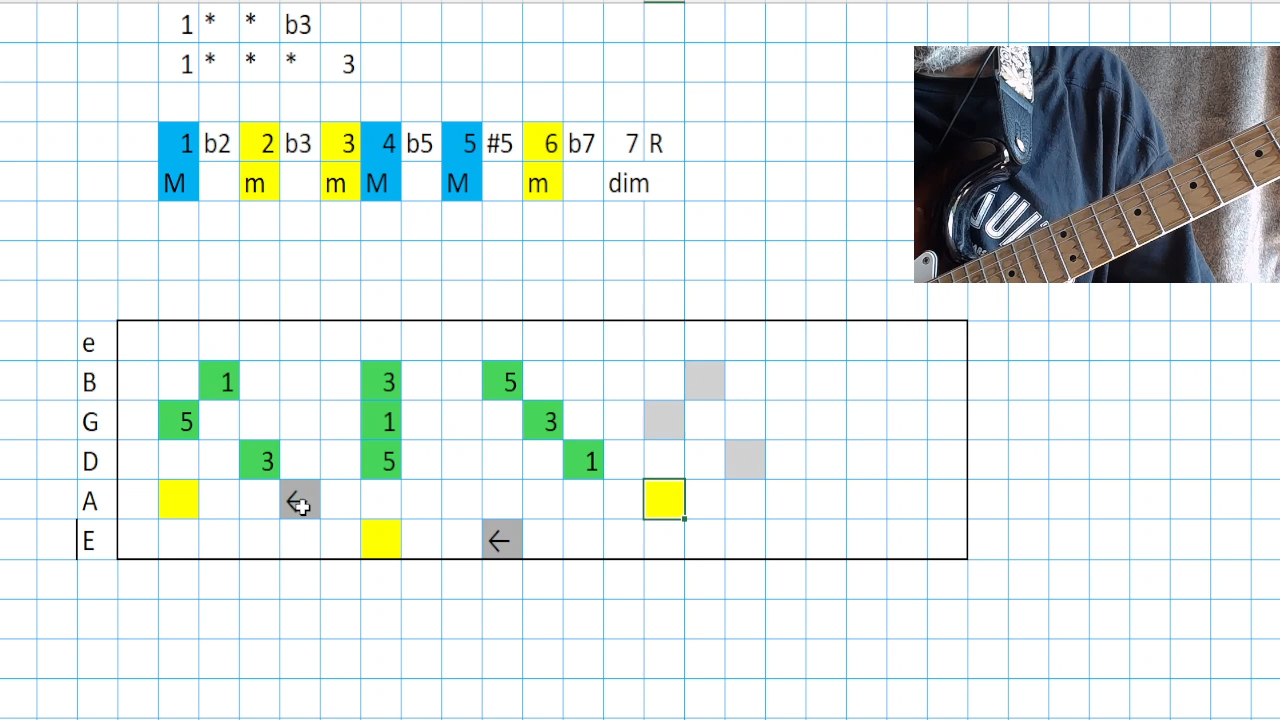 1 * * b3
1 * * * 3
1 b2 2 b3 3 4 b5 5 #5 6 b7 7 R
M m m M M m dim
e
B 1 3 5
G 5 1 3
D 3 5 1
A ←
E ←